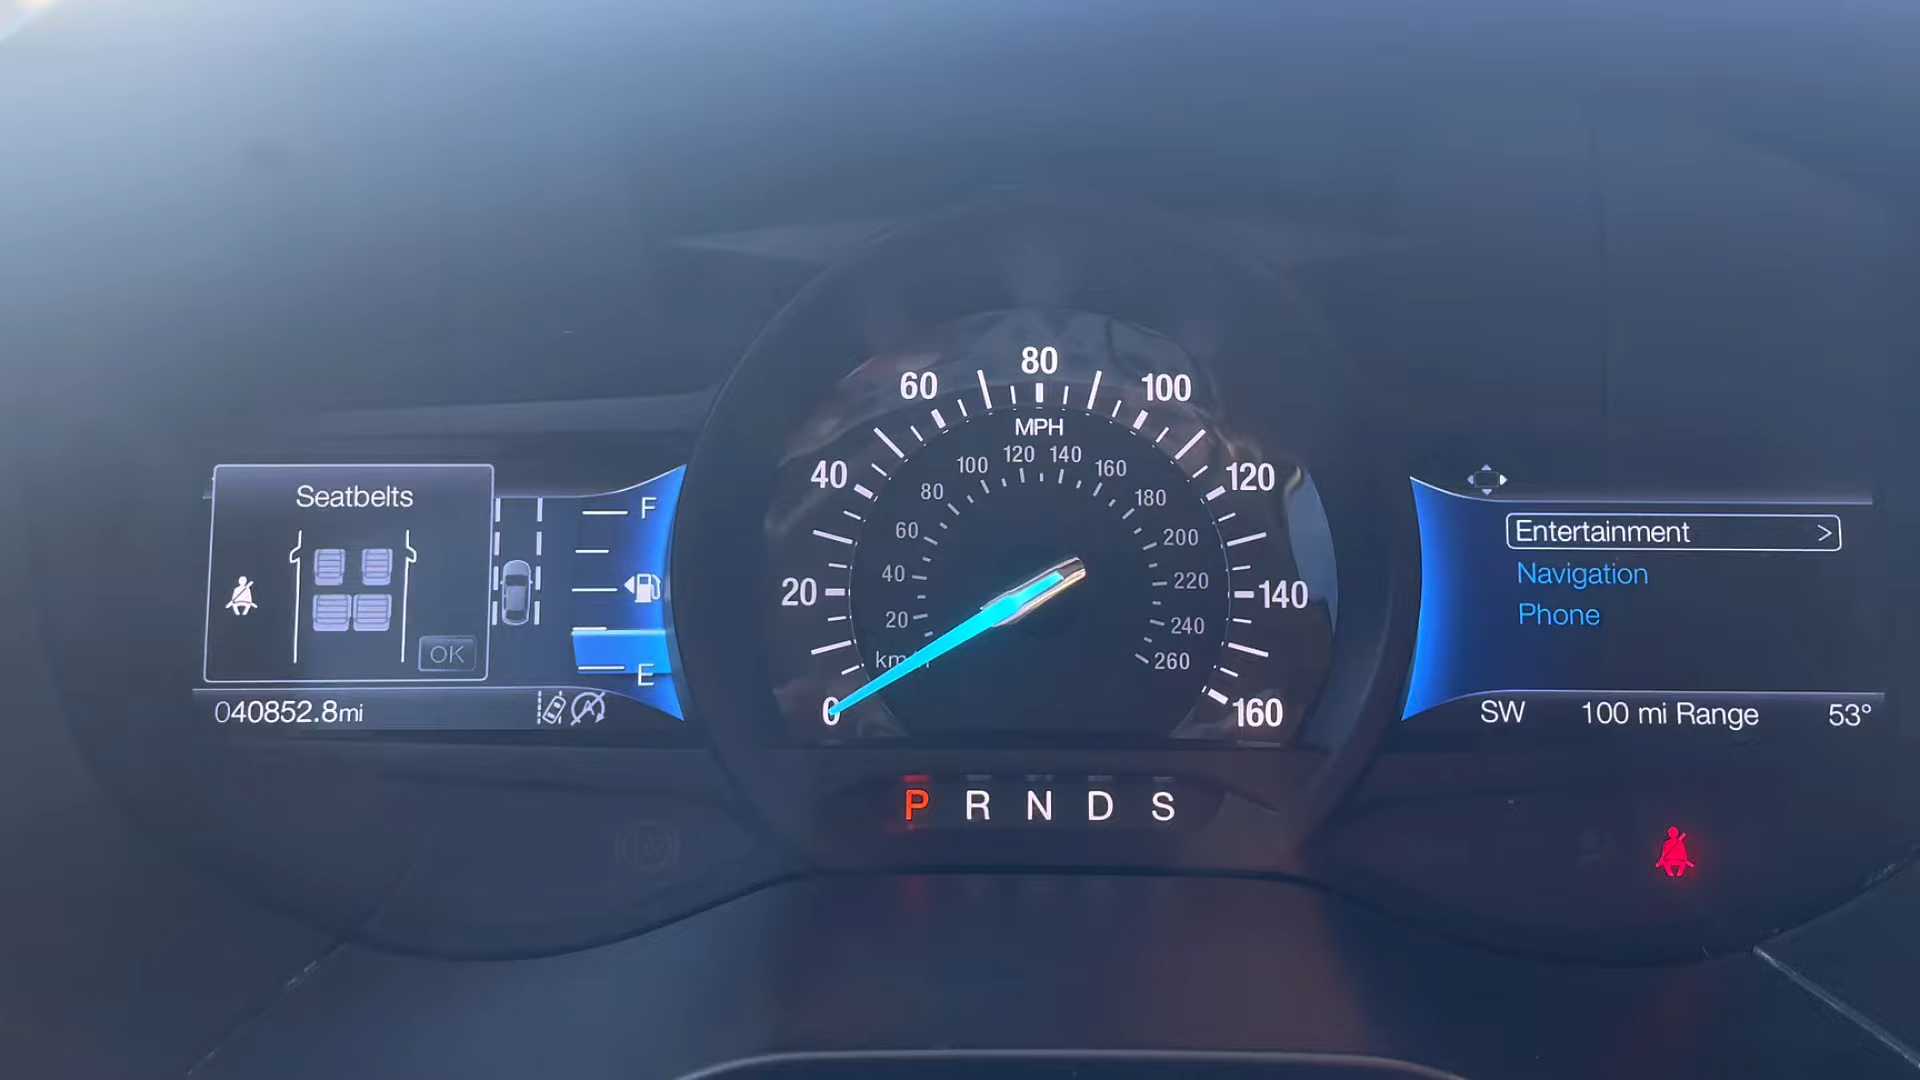 Seatbelts
OK
040852.8mi
F
E
0
20
40
60
80
100
120
140
160
MPH
20
40
60
80
100
120
140
160
180
200
220
240
260
P R N D S
Entertainment >
Navigation
Phone
SW 100 mi Range 53°